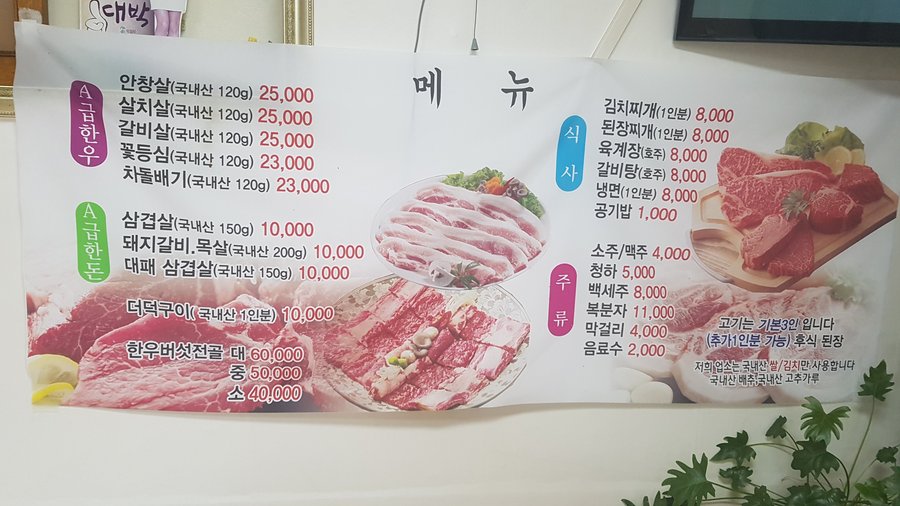 대박
메뉴
A급한우
안창살(국내산 120g) 25,000
살치살(국내산 120g) 25,000
갈비살(국내산 120g) 25,000
꽃등심(국내산 120g) 23,000
차돌배기(국내산 120g) 23,000
A급한돈
삼겹살(국내산 150g) 10,000
돼지갈비.목살(국내산 200g) 10,000
대패 삼겹살(국내산 150g) 10,000
더덕구이( 국내산 1인분) 10,000
한우버섯전골 대 60,000
중 50,000
소 40,000
식사
김치찌개(1인분) 8,000
된장찌개(1인분) 8,000
육계장(호주) 8,000
갈비탕(호주) 8,000
냉면(1인분) 8,000
공기밥 1,000
주류
소주/맥주 4,000
청하 5,000
백세주 8,000
복분자 11,000
막걸리 4,000
음료수 2,000
고기는 기본3인 입니다
(추가1인분 가능) 후식 된장
저희 업소는 국내산 쌀/김치만 사용합니다
국내산 배추,국내산 고추가루